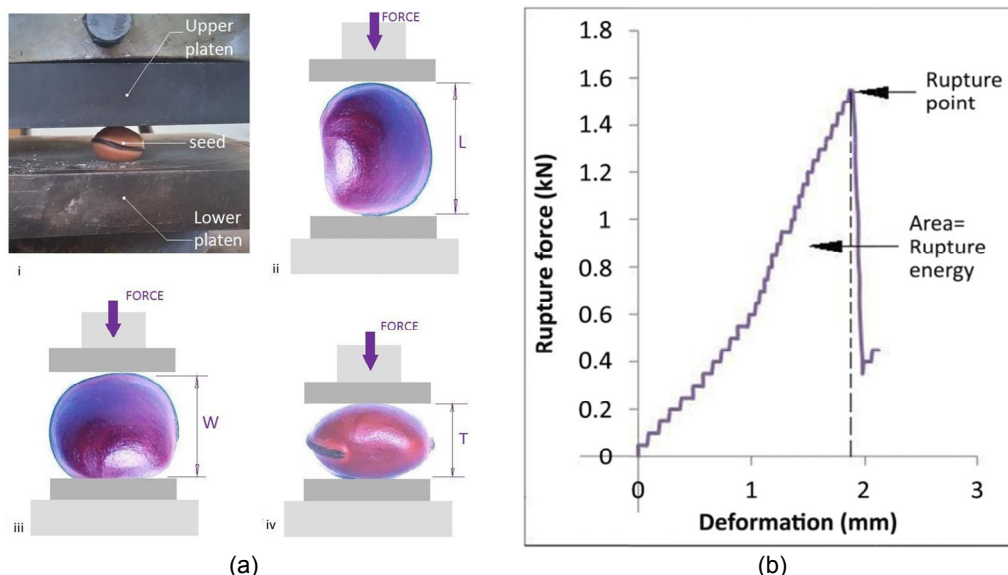 Upper
platen
seed
Lower
platen
i
FORCE
L
ii
FORCE
W
iii
FORCE
T
iv
(a)
Rupture force (kN)
1.8
1.6
1.4
1.2
1
0.8
0.6
0.4
0.2
0
0 1 2 3
Deformation (mm)
Rupture
point
Area=
Rupture
energy
(b)